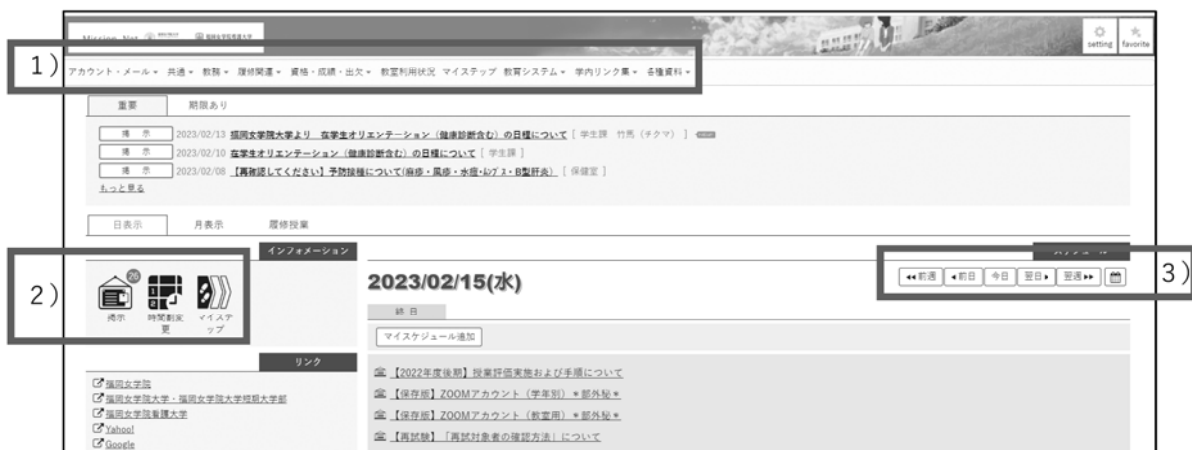 Mission Net
setting favorite
1)
アカウント・メール 共通 教務 履修関連 資格・成績・出欠 教室利用状況 マイステップ 教育システム 学内リンク集 各種資料
重要 期限あり
掲 示 2023/02/13 福岡女学院大学より 在学生オリエンテーション（健康診断含む）の日程について [ 学生課 竹馬（チクマ） ]
掲 示 2023/02/10 在学生オリエンテーション（健康診断含む）の日程について [ 学生課 ]
掲 示 2023/02/08 【再確認してください】予防接種について(麻疹・風疹・水痘・ムンプス・B型肝炎) [ 保健室 ]
もっと見る
日表示 月表示 履修授業
インフォメーション
スケジュール
2)
26
掲示 時間割変更 マイステップ
2023/02/15(水)
前週 前日 今日 翌日 翌週
3)
終 日
マイスケジュール追加
リンク
福岡女学院
福岡女学院大学・福岡女学院大学短期大学部
福岡女学院看護大学
Yahoo!
Google
【2022年度後期】授業評価実施および手順について
【保存版】ZOOMアカウント（学年別）＊部外秘＊
【保存版】ZOOMアカウント（教室用）＊部外秘＊
【再試験】「再試対象者の確認方法」について